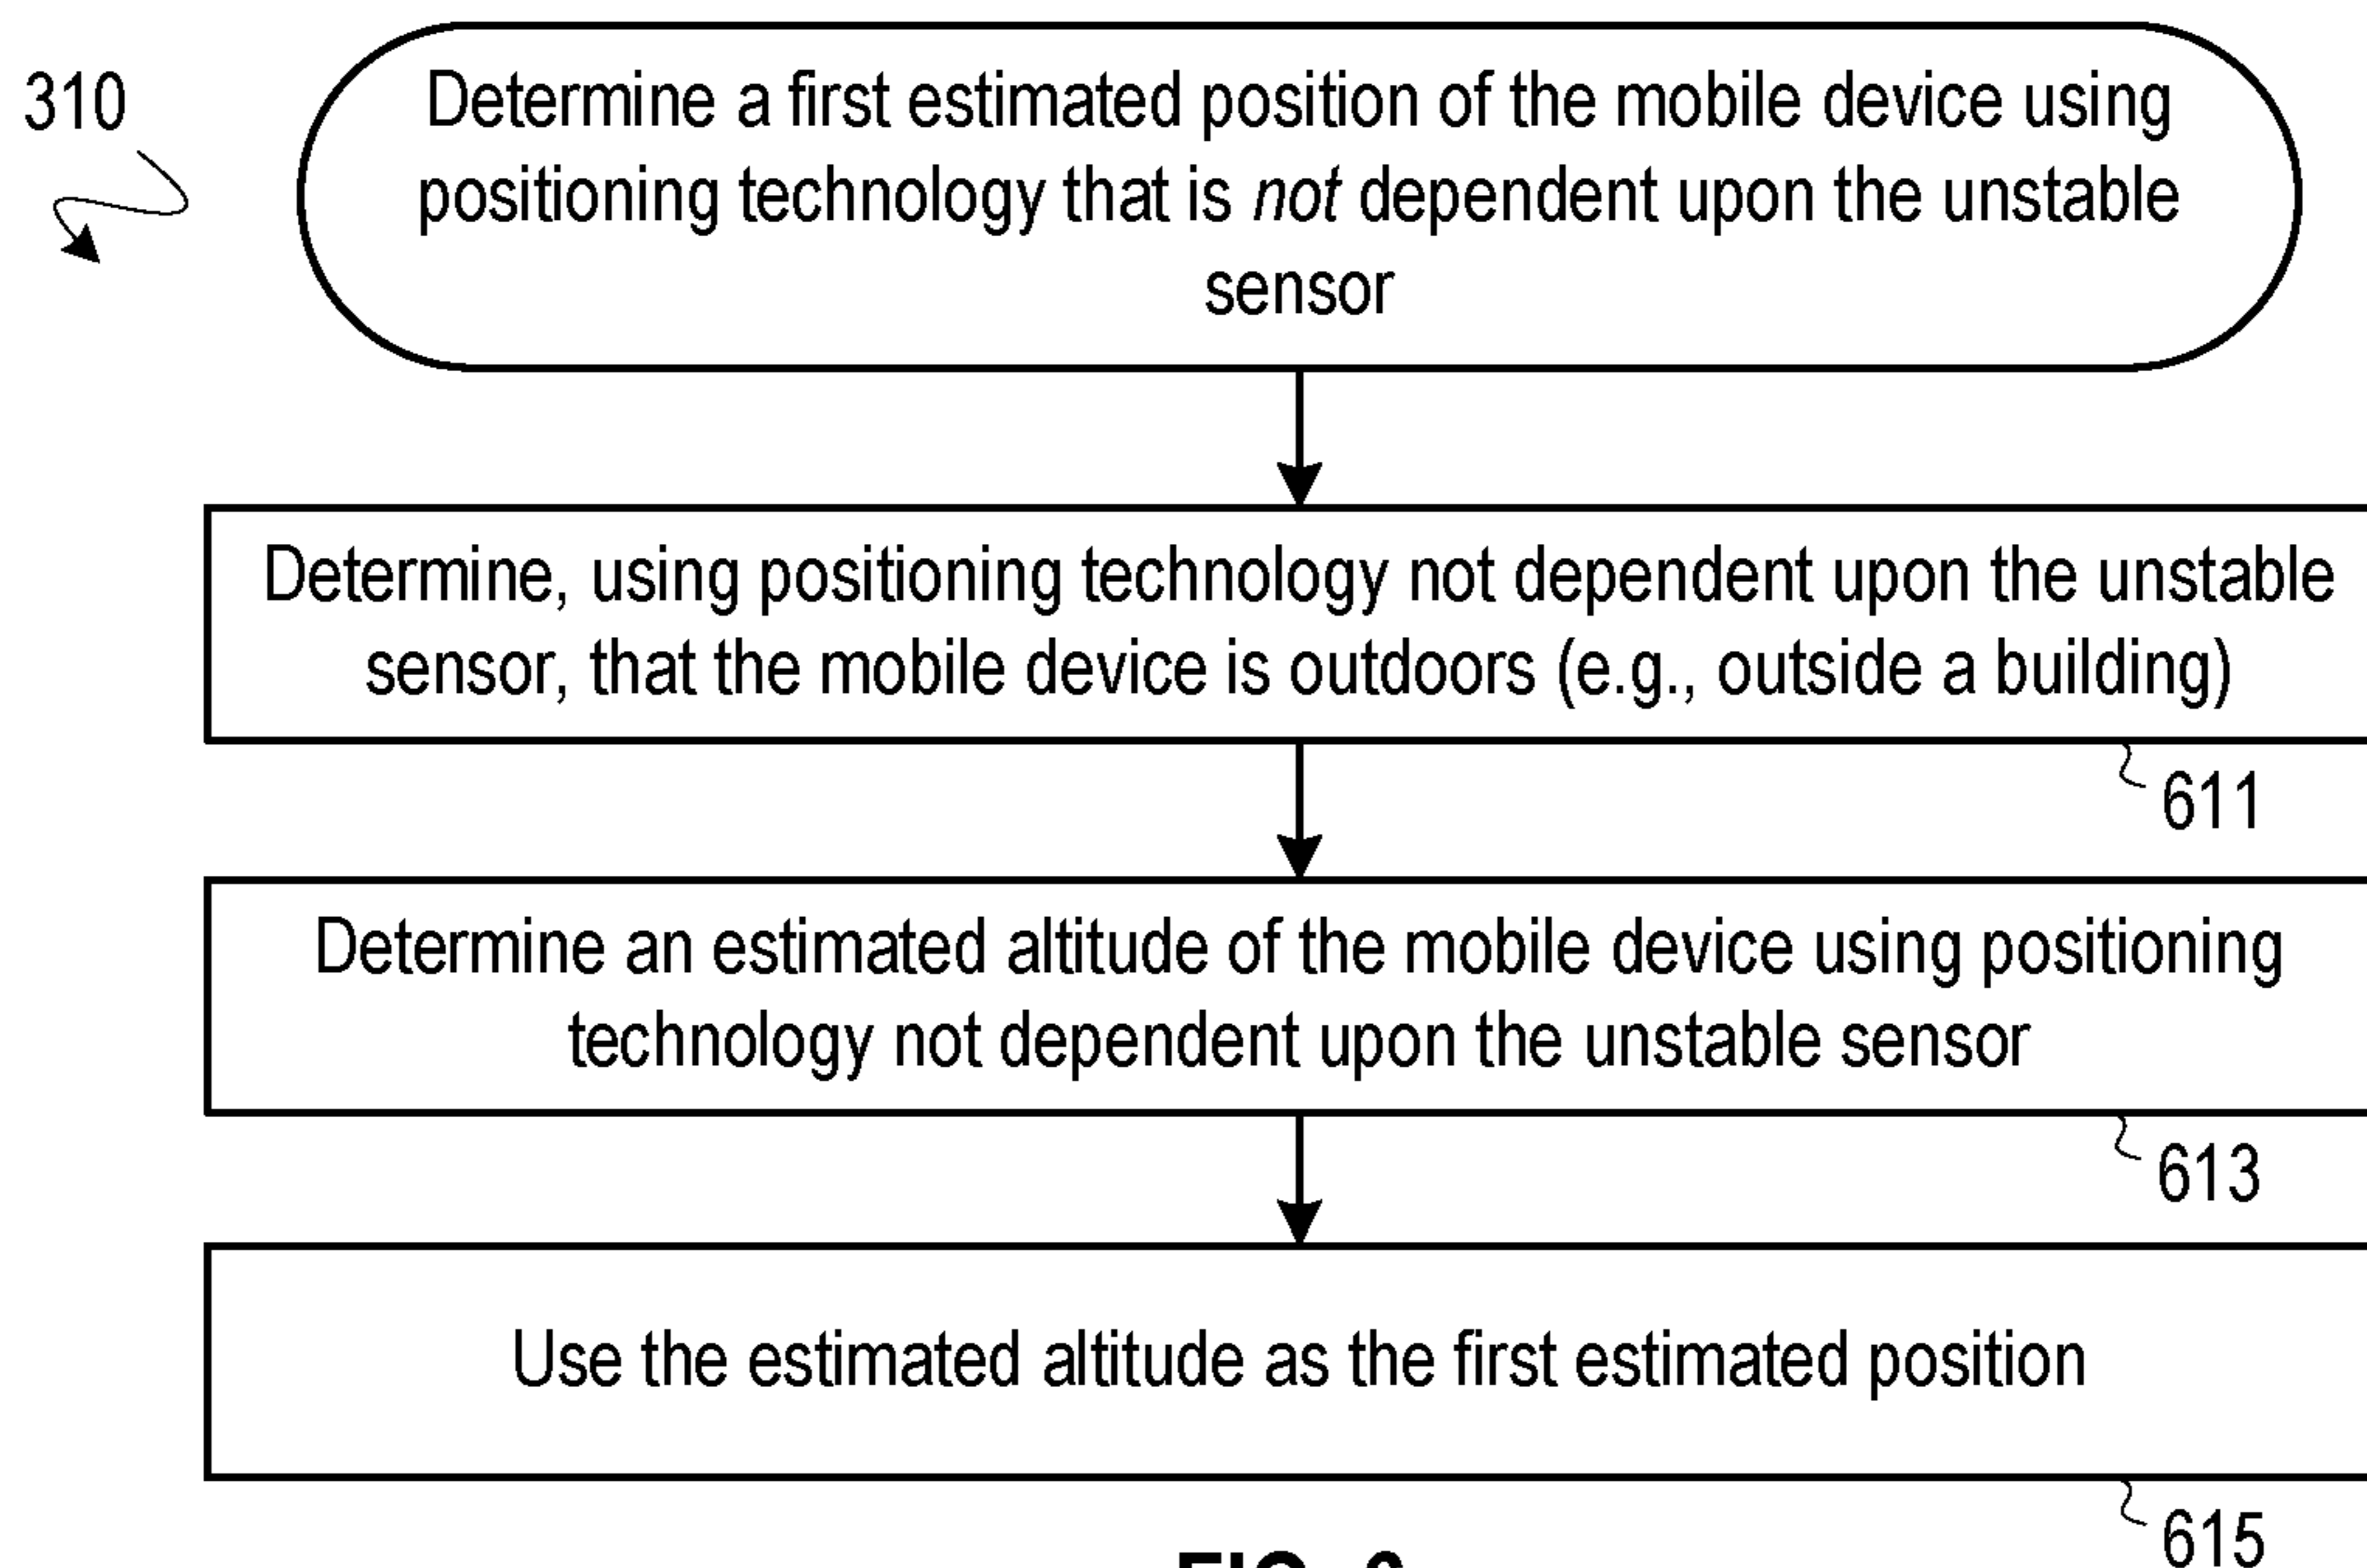 310
Determine a first estimated position of the mobile device using
positioning technology that is not dependent upon the unstable
sensor
Determine, using positioning technology not dependent upon the unstable
sensor, that the mobile device is outdoors (e.g., outside a building)
611
Determine an estimated altitude of the mobile device using positioning
technology not dependent upon the unstable sensor
613
Use the estimated altitude as the first estimated position
615
FIG.